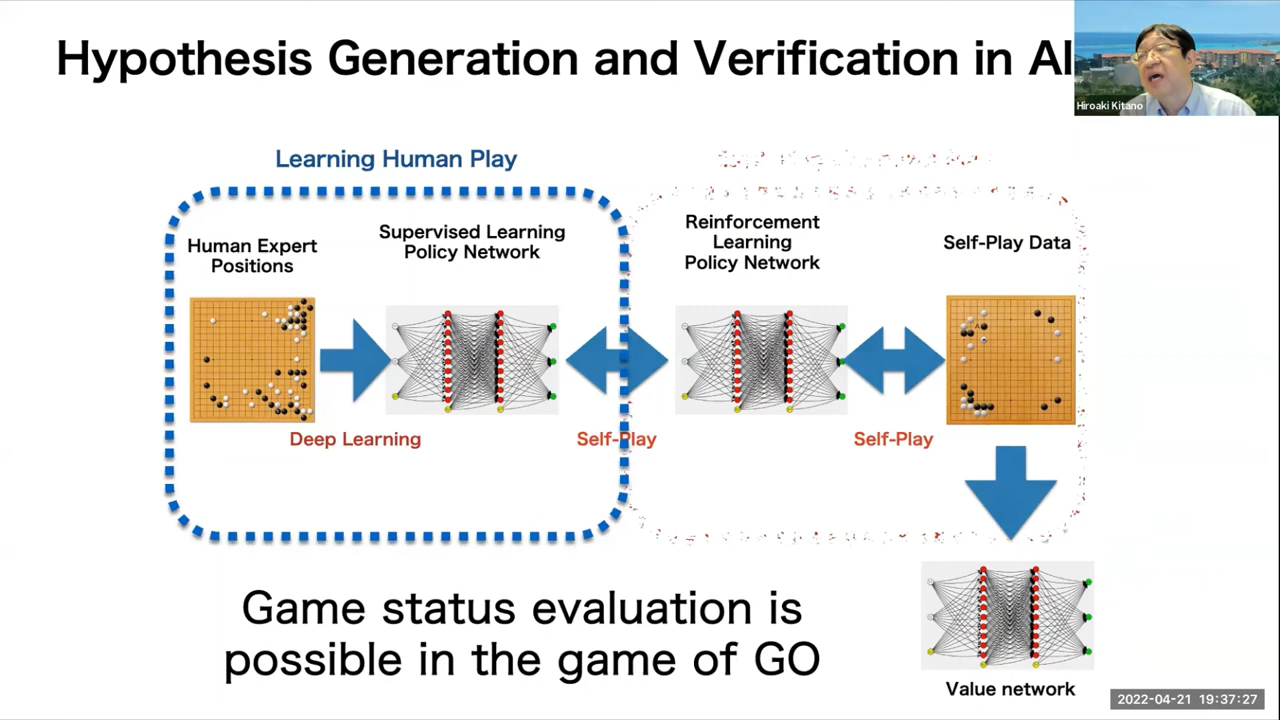 Hypothesis Generation and Verification in AI
Hiroaki Kitano
Learning Human Play
Human Expert
Positions
Supervised Learning
Policy Network
Reinforcement
Learning
Policy Network
Self-Play Data
Deep Learning
Self-Play
Self-Play
Game status evaluation is
possible in the game of GO
Value network
2022-04-21 19:37:27